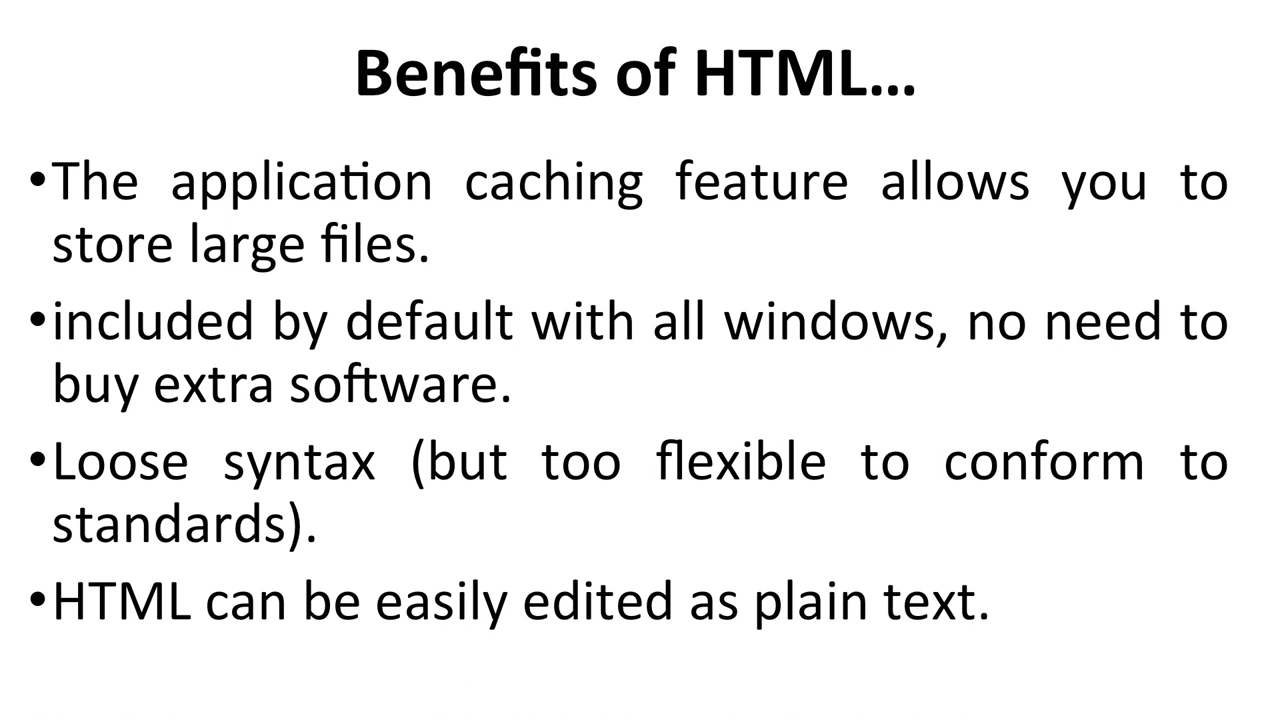 Benefits of HTML...
•The application caching feature allows you to
store large files.
•included by default with all windows, no need to
buy extra software.
•Loose syntax (but too flexible to conform to
standards).
•HTML can be easily edited as plain text.